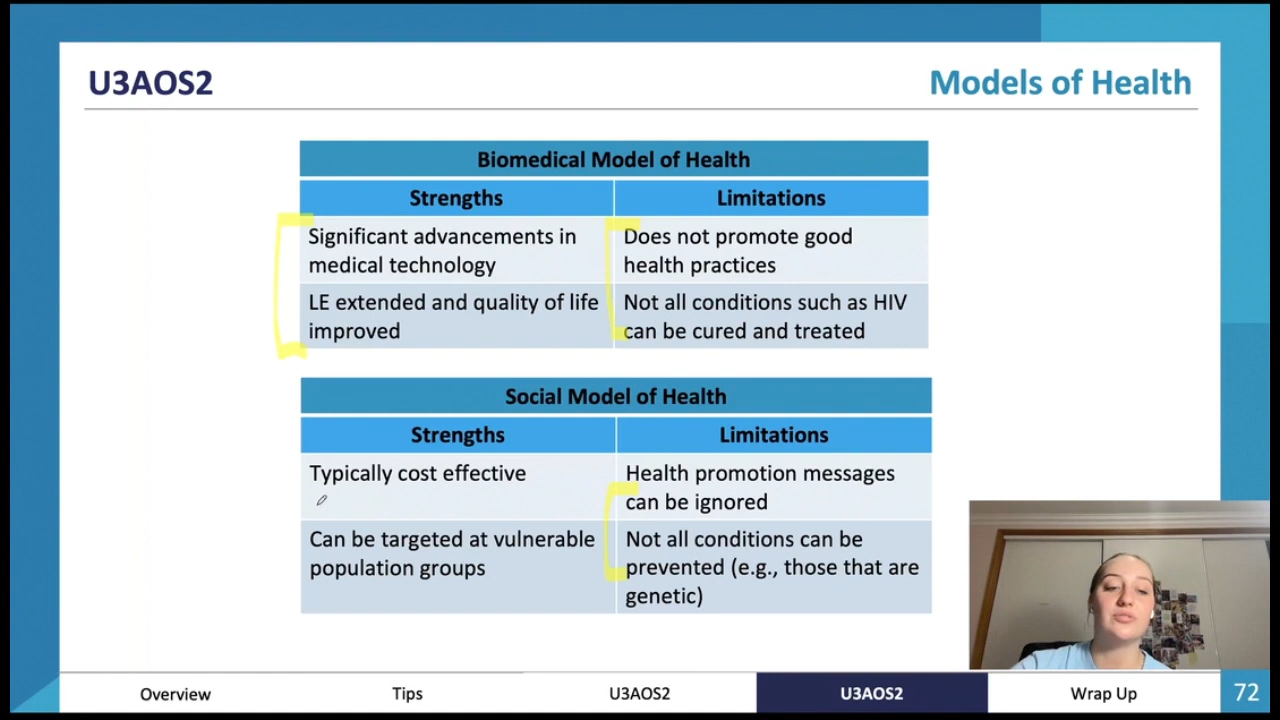 U3AOS2
Models of Health
Biomedical Model of Health
Strengths
Limitations
Significant advancements in
medical technology
Does not promote good
health practices
LE extended and quality of life
improved
Not all conditions such as HIV
can be cured and treated
Social Model of Health
Strengths
Limitations
Typically cost effective
Health promotion messages
can be ignored
Can be targeted at vulnerable
population groups
Not all conditions can be
prevented (e.g., those that are
genetic)
Overview
Tips
U3AOS2
U3AOS2
Wrap Up
72